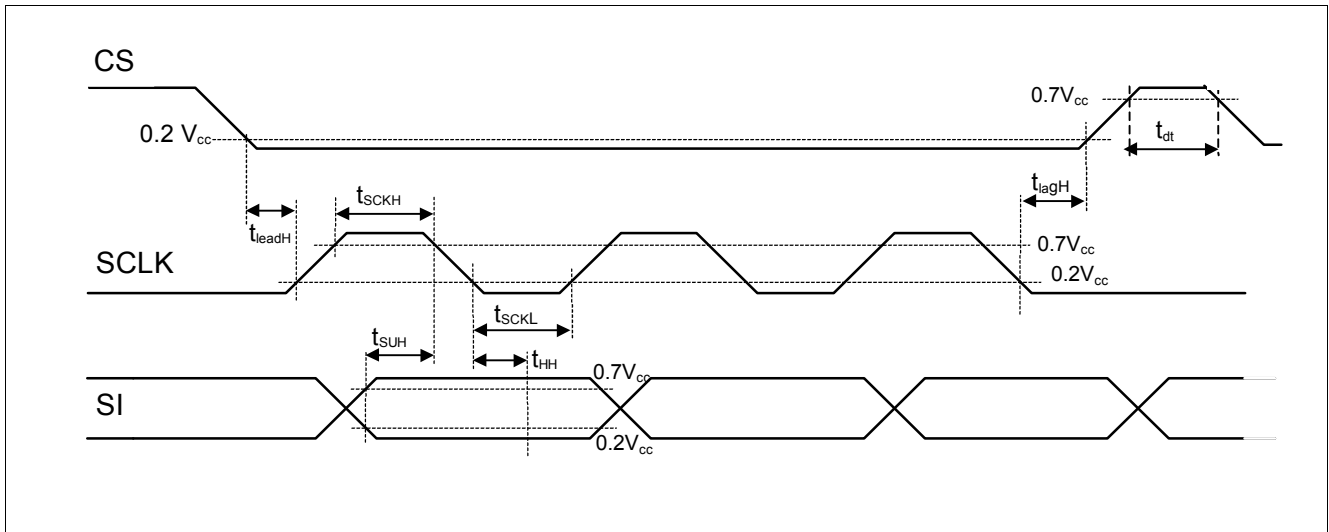 CS
0.7Vcc
0.2 Vcc
tdt
tSCKH
tlagH
tleadH
0.7Vcc
SCLK
0.2Vcc
tSCKL
tSUH
tHH
0.7Vcc
SI
0.2Vcc